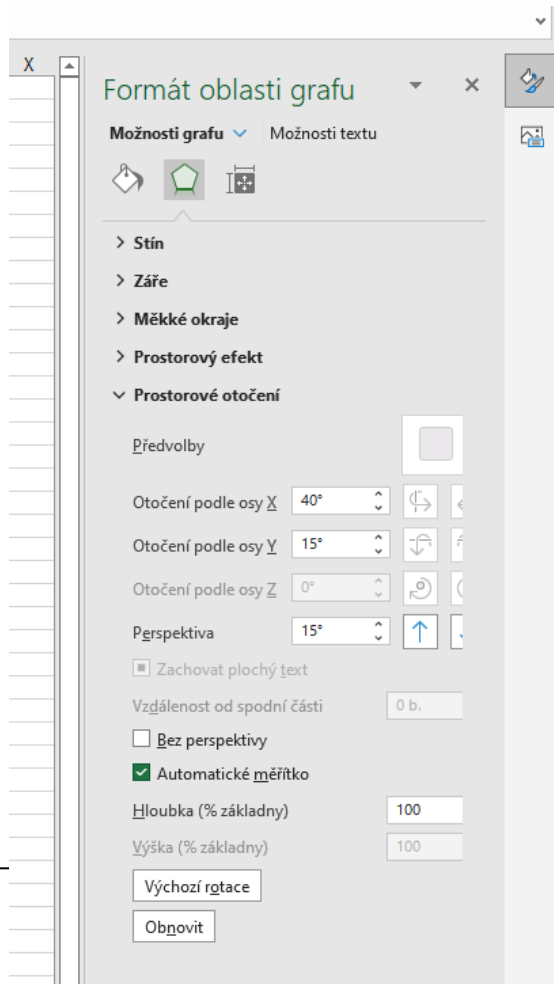 X
Formát oblasti grafu
Možnosti grafu Možnosti textu
Stín
Záře
Měkké okraje
Prostorový efekt
Prostorové otočení
Předvolby
Otočení podle osy X 40°
Otočení podle osy Y 15°
Otočení podle osy Z 0°
Perspektiva 15°
Zachovat plochý text
Vzdálenost od spodní části 0 b.
Bez perspektivy
Automatické měřítko
Hloubka (% základny) 100
Výška (% základny) 100
Výchozí rotace
Obnovit